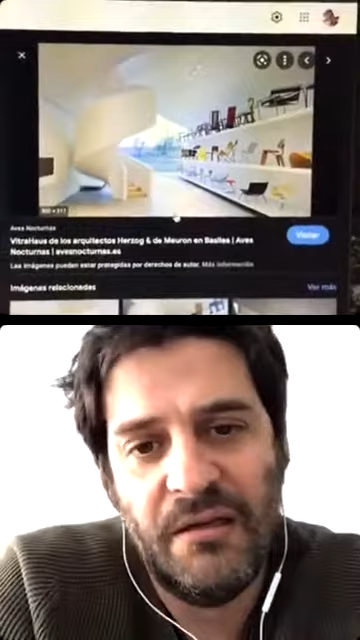 Aves Nocturnas
VitraHaus de los arquitectos Herzog & de Meuron en Basilea | Aves
Nocturnas | avesnocturnas.es
Visitar
Las imágenes pueden estar protegidas por derechos de autor. Más información
Imágenes relacionadas
Ver más